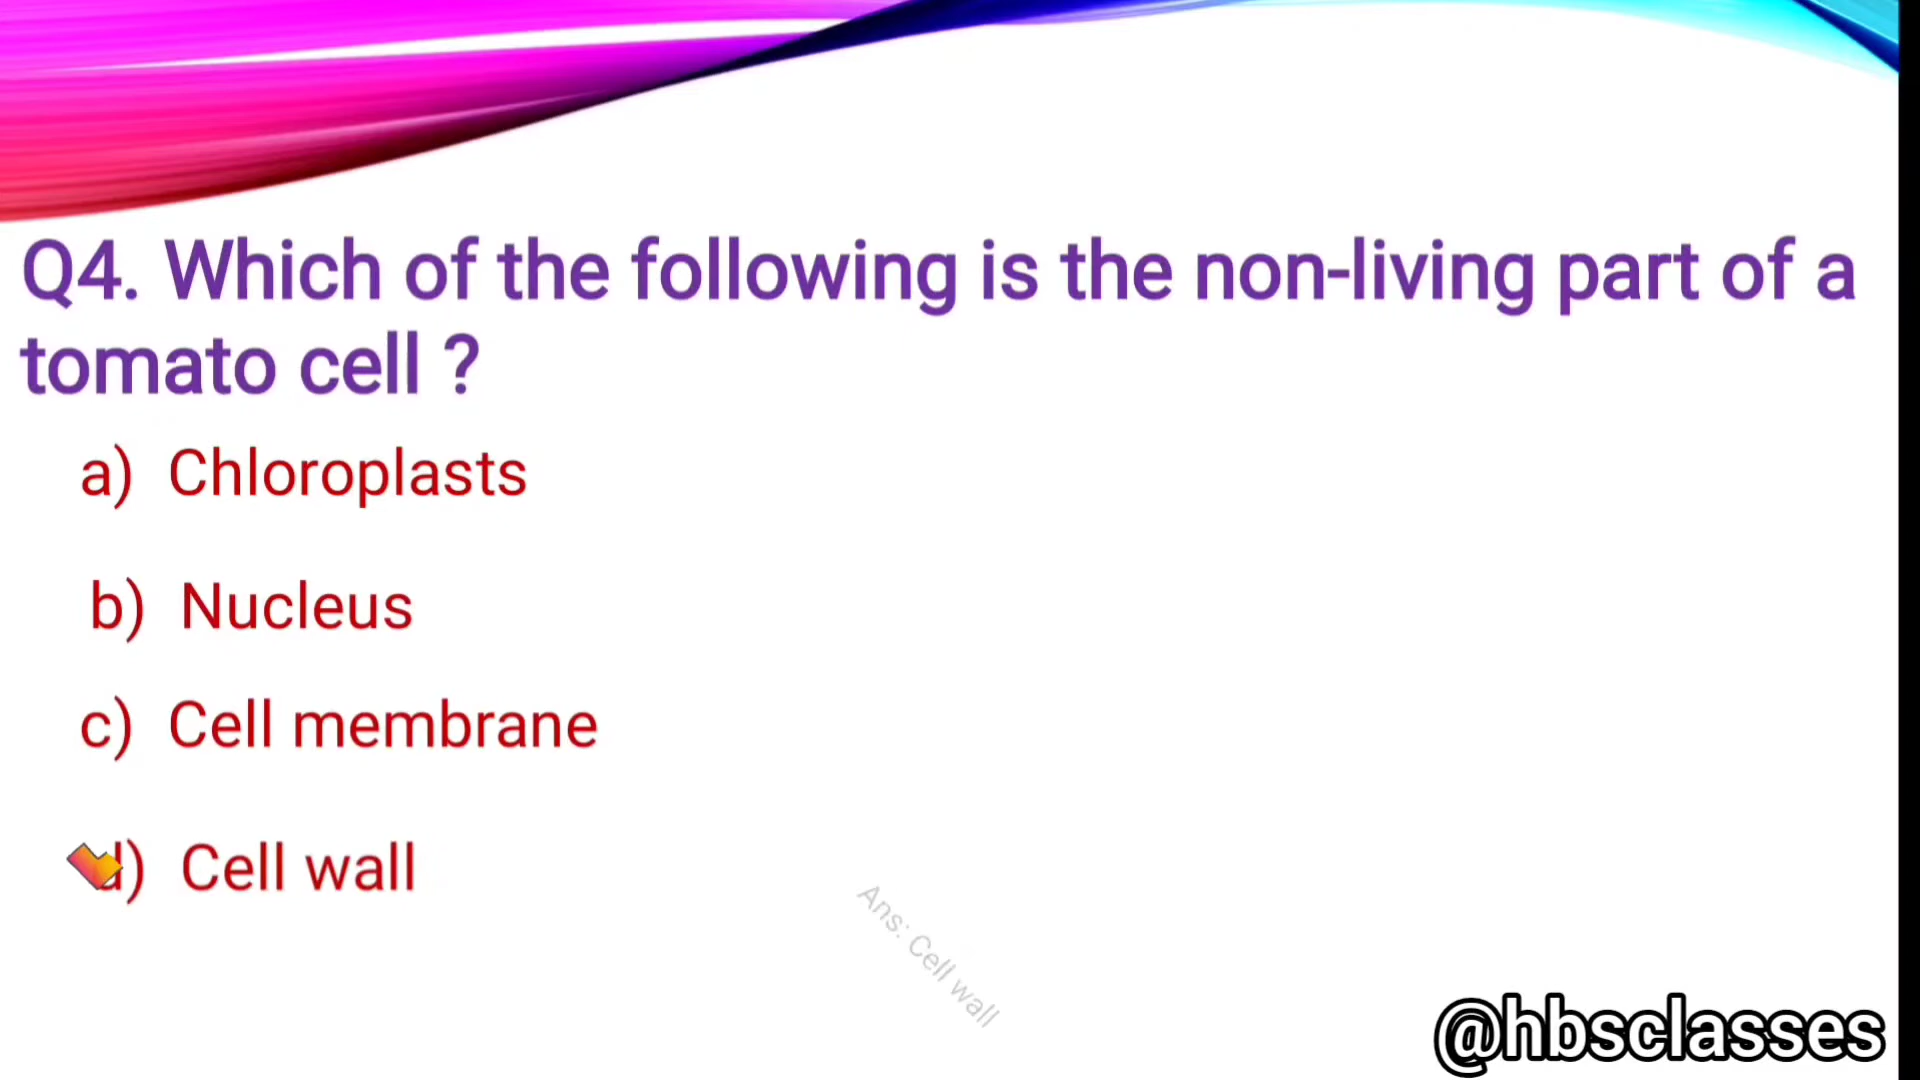 Q4. Which of the following is the non-living part of a
tomato cell ?
a) Chloroplasts
b) Nucleus
c) Cell membrane
d) Cell wall
Ans: Cell wall
@hbsclasses